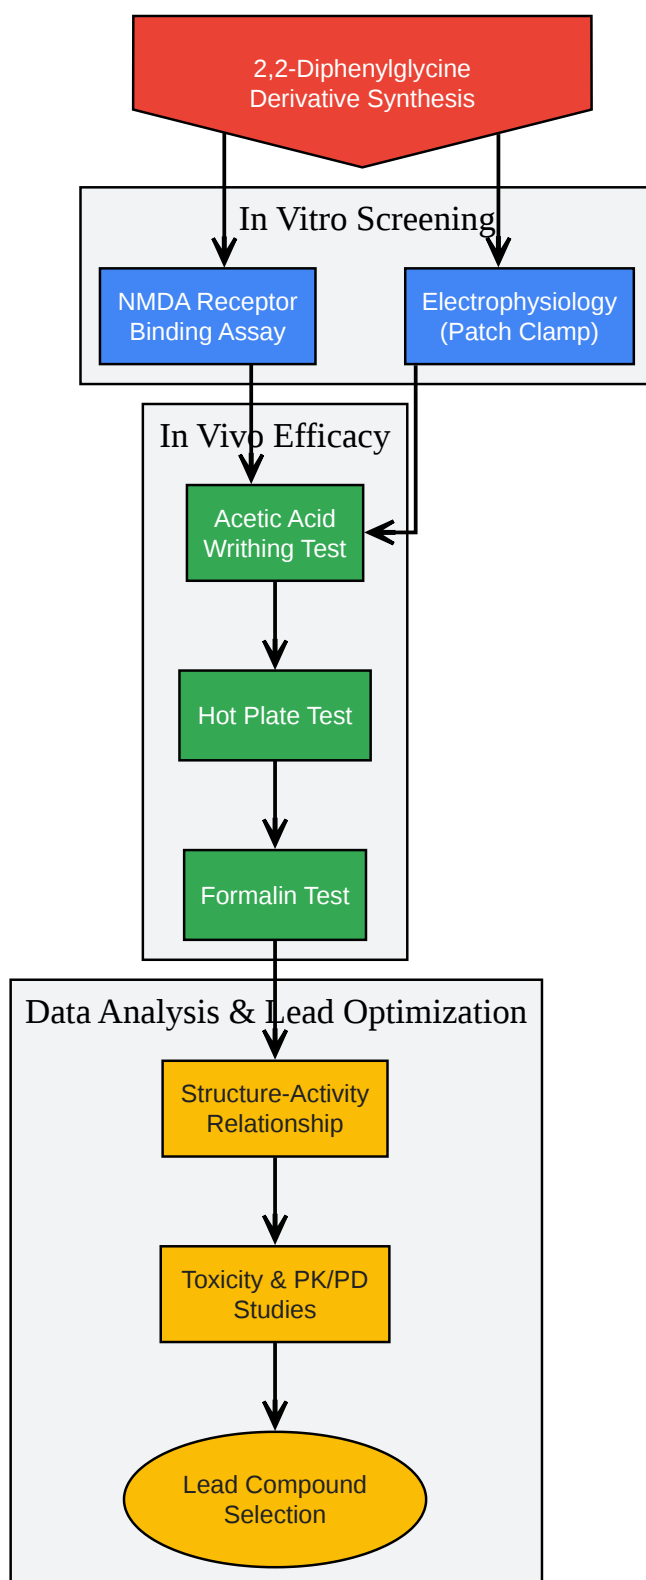 2,2-Diphenylglycine
Derivative Synthesis
In Vitro Screening
NMDA Receptor
Binding Assay
Electrophysiology
(Patch Clamp)
In Vivo Efficacy
Acetic Acid
Writhing Test
Hot Plate Test
Formalin Test
Data Analysis & Lead Optimization
Structure-Activity
Relationship
Toxicity & PK/PD
Studies
Lead Compound
Selection